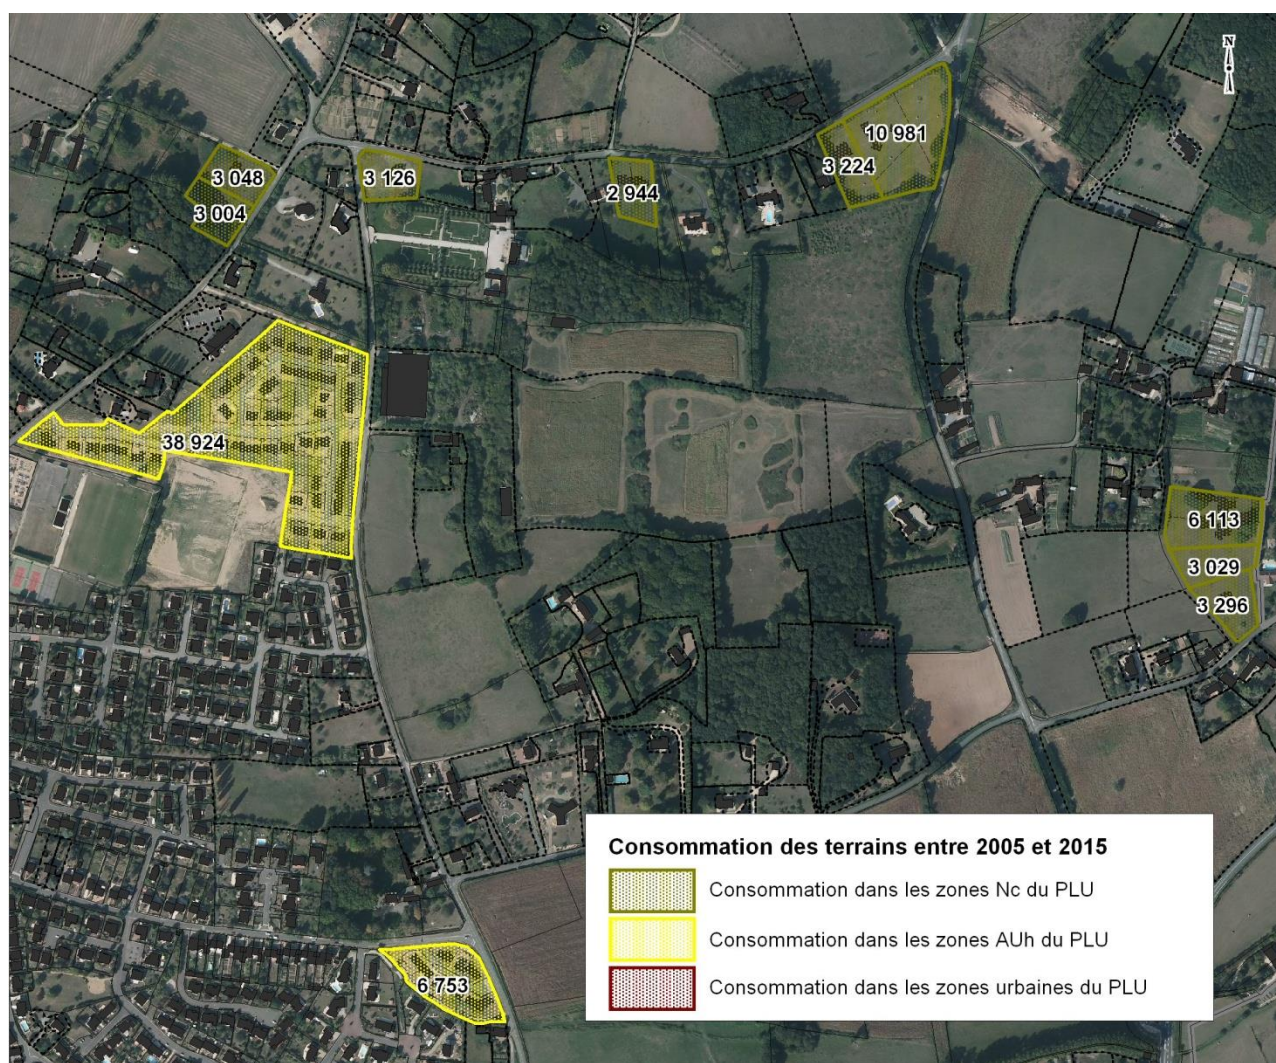 N
10 981
3 224
3 048
3 126
2 944
3 004
38 924
6 113
3 029
3 296
Consommation des terrains entre 2005 et 2015
Consommation dans les zones Nc du PLU
Consommation dans les zones AUh du PLU
6 753
Consommation dans les zones urbaines du PLU